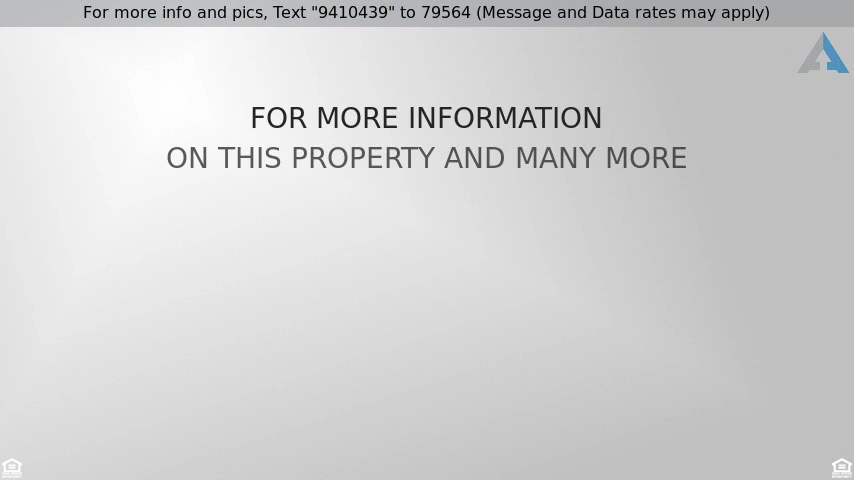 For more info and pics, Text "9410439" to 79564 (Message and Data rates may apply)
FOR MORE INFORMATION
ON THIS PROPERTY AND MANY MORE